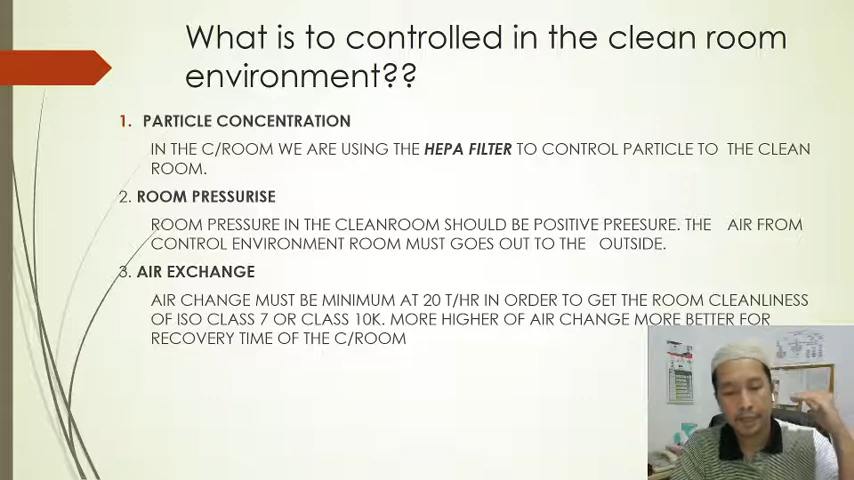 What is to controlled in the clean room
environment??
1. PARTICLE CONCENTRATION
IN THE C/ROOM WE ARE USING THE HEPA FILTER TO CONTROL PARTICLE TO THE CLEAN
ROOM.
2. ROOM PRESSURISE
ROOM PRESSURE IN THE CLEANROOM SHOULD BE POSITIVE PREESURE. THE AIR FROM
CONTROL ENVIRONMENT ROOM MUST GOES OUT TO THE OUTSIDE.
3. AIR EXCHANGE
AIR CHANGE MUST BE MINIMUM AT 20 T/HR IN ORDER TO GET THE ROOM CLEANLINESS
OF ISO CLASS 7 OR CLASS 10K. MORE HIGHER OF AIR CHANGE MORE BETTER FOR
RECOVERY TIME OF THE C/ROOM